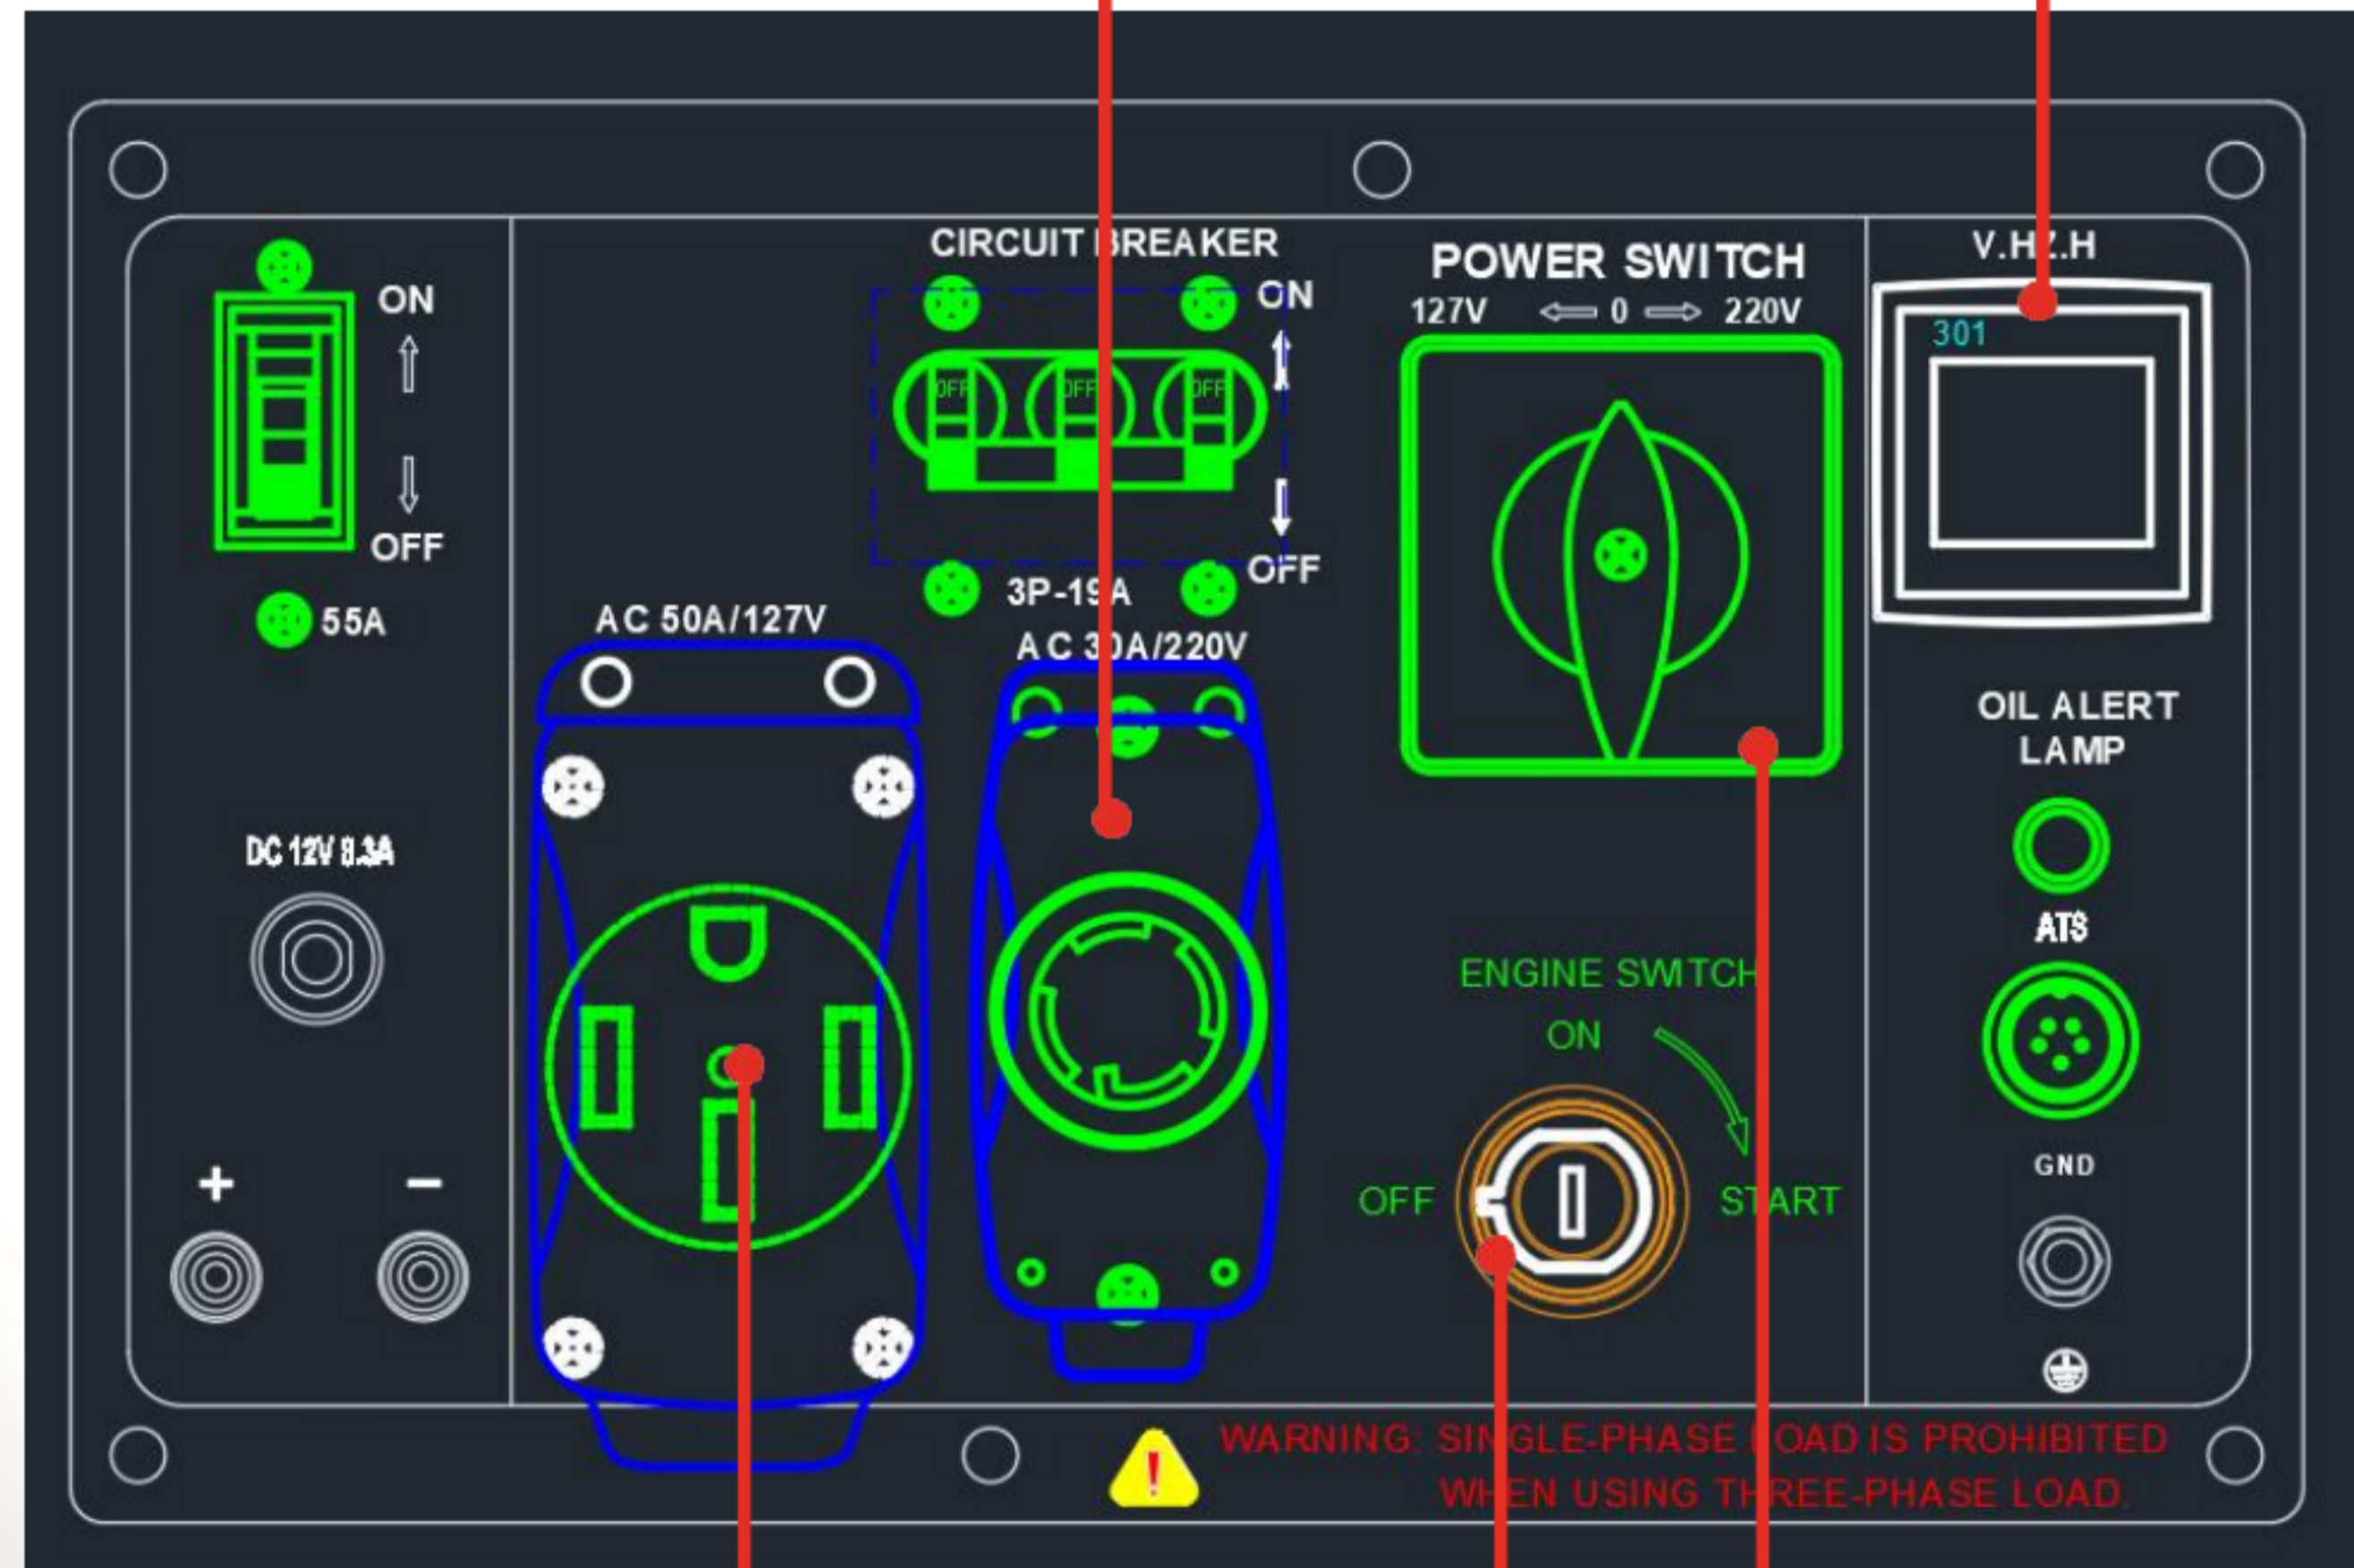 CIRCUIT BREAKER
ON
OFF OFF OFF
OFF
3P-19A
POWER SWITCH
127V 0 220V
V.HZ.H
301
ON
OFF
55A
AC 50A/127V
AC 30A/220V
DC 12V 8.3A
+ −
OIL ALERT
LAMP
ATS
GND
ENGINE SWITCH
ON
OFF START
! WARNING: SINGLE-PHASE LOAD IS PROHIBITED
WHEN USING THREE-PHASE LOAD.